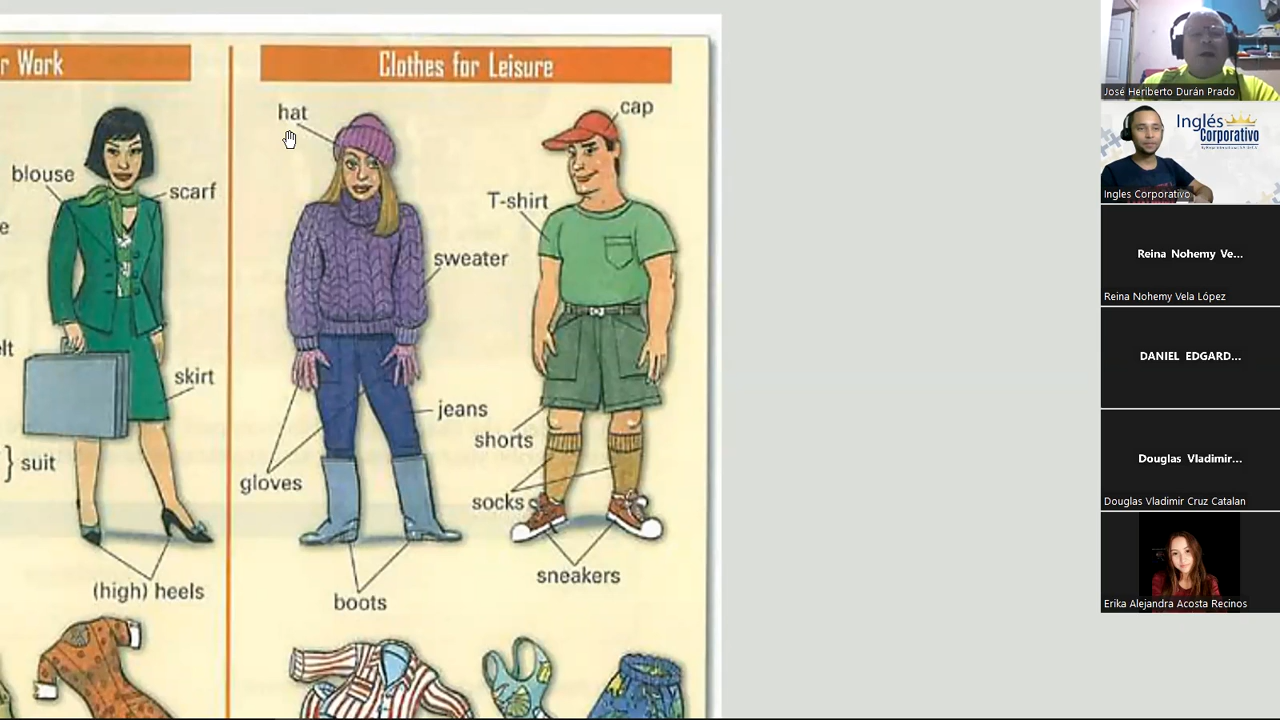 r Work
Clothes for Leisure
hat
cap
blouse
scarf
T-shirt
e
sweater
elt
skirt
jeans
shorts
suit
gloves
socks
sneakers
(high) heels
boots
José Heriberto Durán Prado
Inglés
Corporativo
Ingles Corporativo
Reina Nohemy Ve...
Reina Nohemy Vela López
DANIEL EDGARD...
Douglas Vladimir...
Douglas Vladimir Cruz Catalan
Erika Alejandra Acosta Recinos